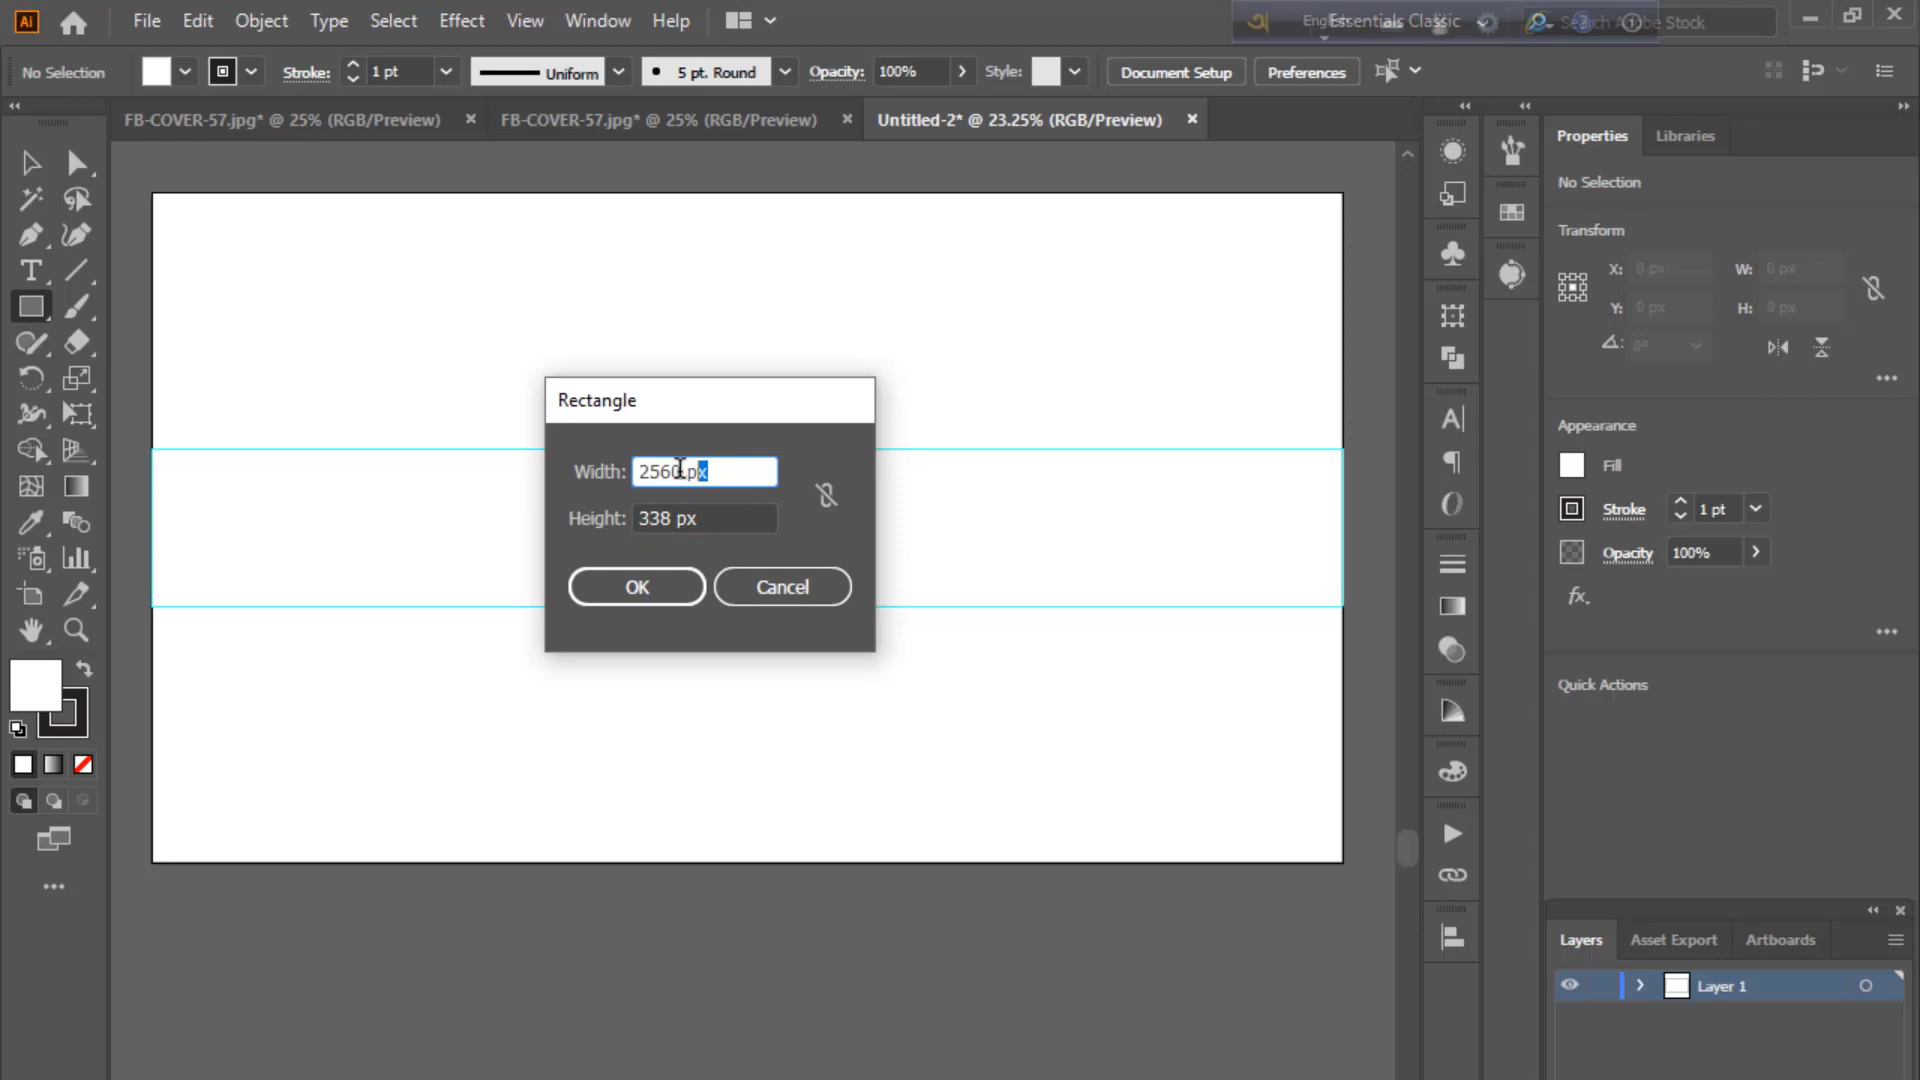 Ai File Edit Object Type Select Effect View Window Help English Essentials Classic Search Adobe Stock
No Selection Stroke: 1 pt Uniform 5 pt. Round Opacity: 100% Style: Document Setup Preferences
FB-COVER-57.jpg* @ 25% (RGB/Preview) FB-COVER-57.jpg* @ 25% (RGB/Preview) Untitled-2* @ 23.25% (RGB/Preview)
Properties Libraries
No Selection
Transform
X: 0 px W: 0 px
Y: 0 px H: 0 px
0°
Rectangle
Width: 2560 px
Height: 338 px
OK Cancel
Appearance
Fill
Stroke 1 pt
Opacity 100%
fx.
Quick Actions
Layers Asset Export Artboards
Layer 1